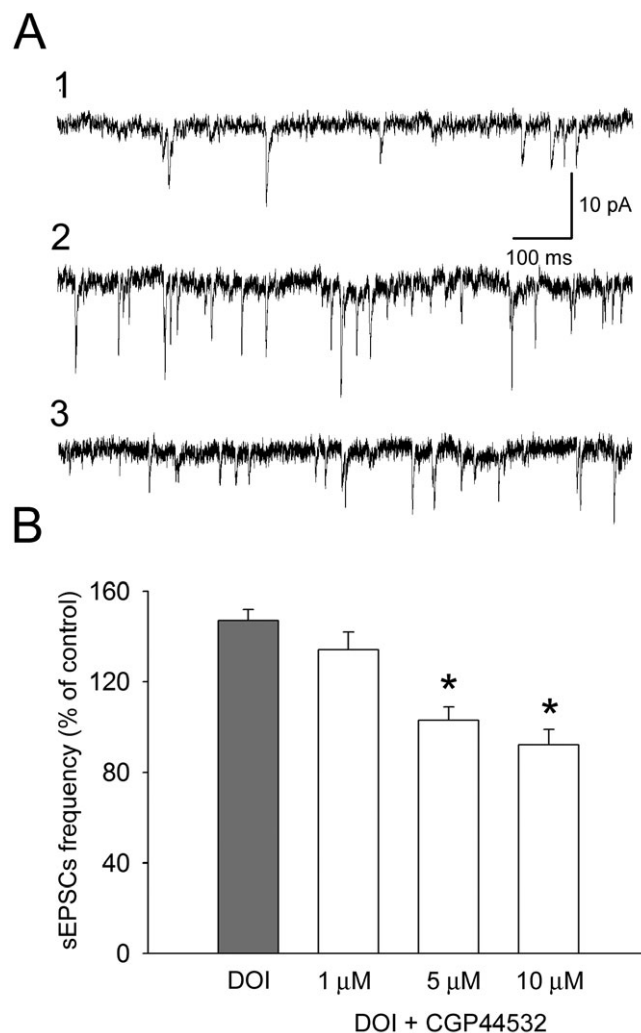 A
1
10 pA
100 ms
2
3
B
sEPSCs frequency (% of control)
160
120
80
40
0
*
*
DOI 1 μM 5 μM 10 μM
DOI + CGP44532